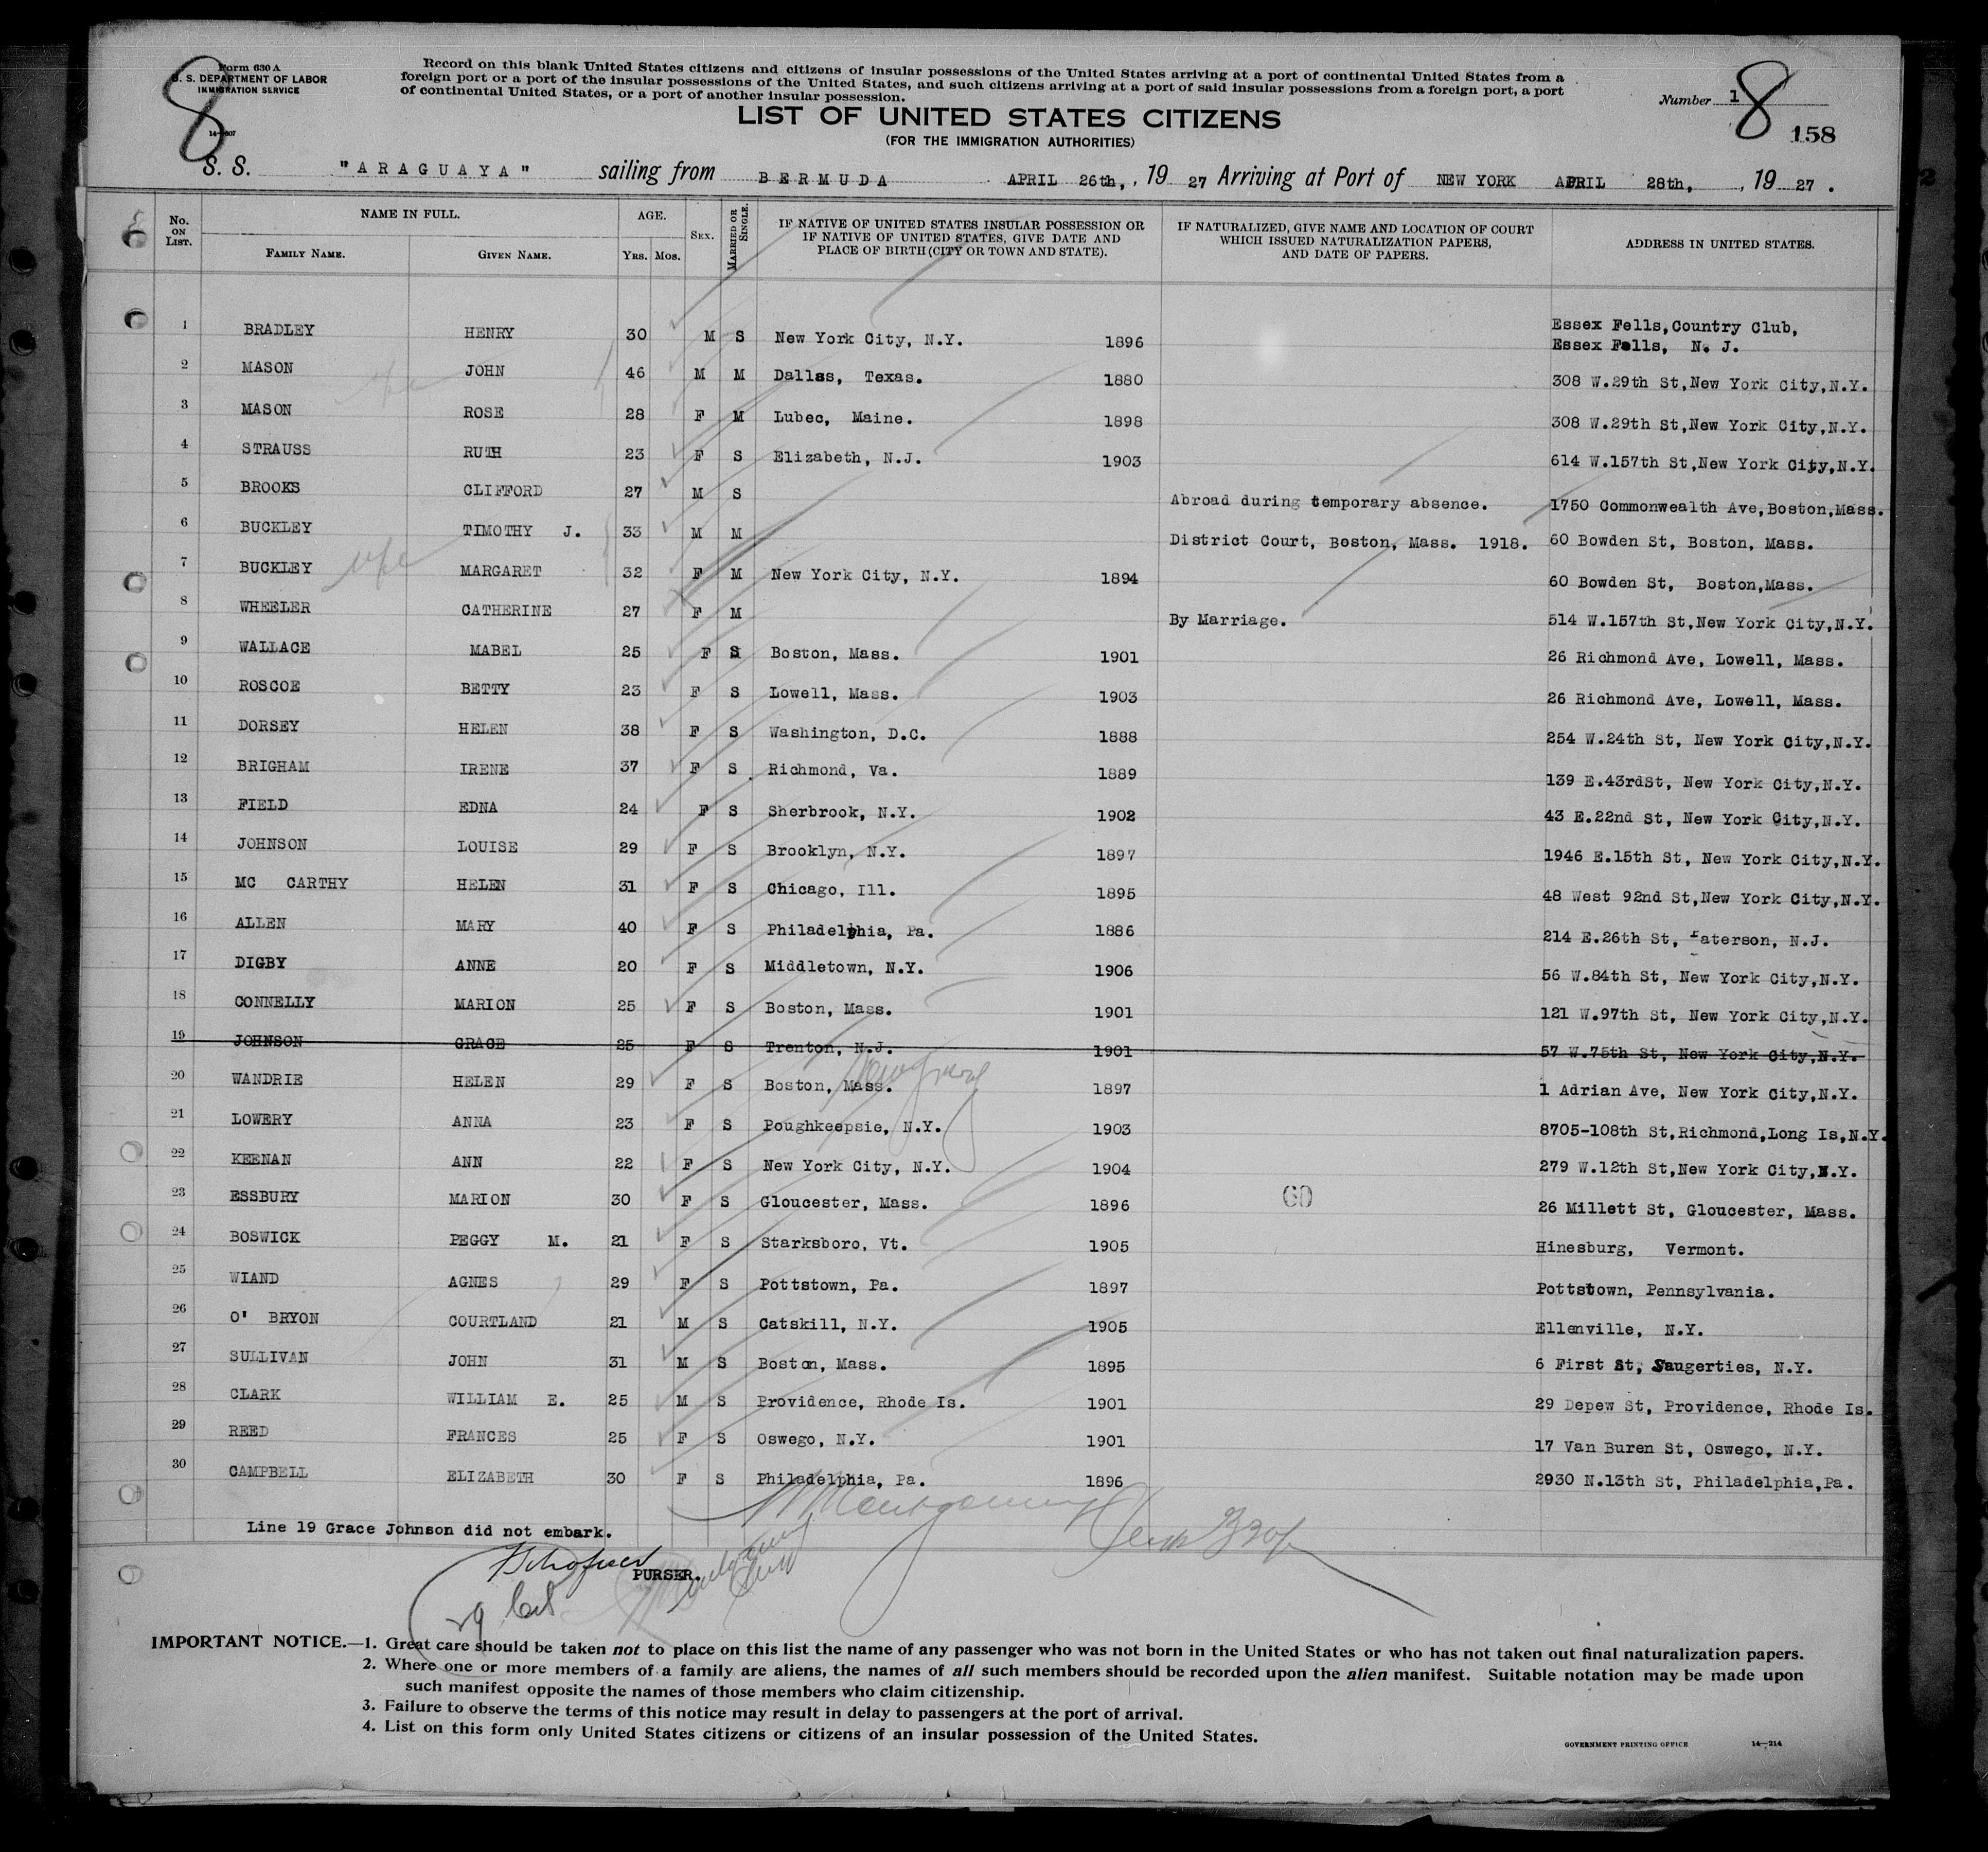 8
Form 630 A
U. S. DEPARTMENT OF LABOR
IMMIGRATION SERVICE
14—607
Record on this blank United States citizens and citizens of insular possessions of the United States arriving at a port of continental United States from a
foreign port or a port of the insular possessions of the United States, and such citizens arriving at a port of said insular possessions from a foreign port, a port
of continental United States, or a port of another insular possession.
Number 1
8
158
LIST OF UNITED STATES CITIZENS
(FOR THE IMMIGRATION AUTHORITIES)
S. S. "ARAGUAYA" sailing from BERMUDA APRIL 26th, , 19 27 Arriving at Port of NEW YORK APRIL 28th, , 19 27 .
No. ON LIST. NAME IN FULL. FAMILY NAME. GIVEN NAME. AGE. YRS. MOS. SEX. MARRIED OR SINGLE. IF NATIVE OF UNITED STATES INSULAR POSSESSION OR IF NATIVE OF UNITED STATES, GIVE DATE AND PLACE OF BIRTH (CITY OR TOWN AND STATE). IF NATURALIZED, GIVE NAME AND LOCATION OF COURT WHICH ISSUED NATURALIZATION PAPERS, AND DATE OF PAPERS. ADDRESS IN UNITED STATES.
1 BRADLEY HENRY 30 M S New York City, N.Y. 1896 Essex Fells, Country Club,
Essex Fells, N. J.
2 MASON JOHN 46 M M Dallas, Texas. 1880 308 W.29th St,New York City,N.Y.
3 MASON ROSE 28 F M Lubec, Maine. 1898 308 W.29th St,New York City,N.Y.
4 STRAUSS RUTH 23 F S Elizabeth, N.J. 1903 614 W.157th St,New York City,N.Y.
5 BROOKS CLIFFORD 27 M S Abroad during temporary absence. 1750 Commonwealth Ave,Boston,Mass.
6 BUCKLEY TIMOTHY J. 33 M M District Court, Boston, Mass. 1918. 60 Bowden St, Boston, Mass.
7 BUCKLEY MARGARET 32 F M New York City, N.Y. 1894 60 Bowden St, Boston,Mass.
8 WHEELER CATHERINE 27 F M By Marriage. 514 W.157th St,New York City,N.Y.
9 WALLACE MABEL 25 F S Boston, Mass. 1901 26 Richmond Ave, Lowell, Mass.
10 ROSCOE BETTY 23 F S Lowell, Mass. 1903 26 Richmond Ave, Lowell, Mass.
11 DORSEY HELEN 38 F S Washington, D.C. 1888 254 W.24th St, New York City,N.Y.
12 BRIGHAM IRENE 37 F S Richmond, Va. 1889 139 E.43rdSt, New York City,N.Y.
13 FIELD EDNA 24 F S Sherbrook, N.Y. 1902 43 E.22nd St, New York City,N.Y.
14 JOHNSON LOUISE 29 F S Brooklyn, N.Y. 1897 1946 E.15th St, New York City,N.Y.
15 MC CARTHY HELEN 31 F S Chicago, Ill. 1895 48 West 92nd St,New York City,N.Y.
16 ALLEN MARY 40 F S Philadelphia, Pa. 1886 214 E.26th St, Paterson, N.J.
17 DIGBY ANNE 20 F S Middletown, N.Y. 1906 56 W.84th St, New York City,N.Y.
18 CONNELLY MARION 25 F S Boston, Mass. 1901 121 W.97th St, New York City,N.Y.
19 JOHNSON GRACE 25 F S Trenton, N.J. 1901 57 W.75th St, New York City,N.Y.
20 WANDRIE HELEN 29 F S Boston, Mass. 1897 1 Adrian Ave, New York City,N.Y.
21 LOWERY ANNA 23 F S Poughkeepsie, N.Y. 1903 8705-108th St,Richmond,Long Is,N.Y.
22 KEENAN ANN 22 F S New York City, N.Y. 1904 279 W.12th St,New York City,N.Y.
23 ESSBURY MARION 30 F S Gloucester, Mass. 1896 60 26 Millett St, Gloucester, Mass.
24 BOSWICK PEGGY M. 21 F S Starksboro, Vt. 1905 Hinesburg, Vermont.
25 WIAND AGNES 29 F S Pottstown, Pa. 1897 Pottstown, Pennsylvania.
26 O' BRYON COURTLAND 21 M S Catskill, N.Y. 1905 Ellenville, N.Y.
27 SULLIVAN JOHN 31 M S Boston, Mass. 1895 6 First St, Saugerties, N.Y.
28 CLARK WILLIAM E. 25 M S Providence, Rhode Is. 1901 29 Depew St, Providence, Rhode Is.
29 REED FRANCES 25 F S Oswego, N.Y. 1901 17 Van Buren St, Oswego, N.Y.
30 CAMPBELL ELIZABETH 30 F S Philadelphia, Pa. 1896 2930 N.13th St, Philadelphia,Pa.
Line 19 Grace Johnson did not embark.
PURSER.
29
IMPORTANT NOTICE.—1. Great care should be taken not to place on this list the name of any passenger who was not born in the United States or who has not taken out final naturalization papers.
2. Where one or more members of a family are aliens, the names of all such members should be recorded upon the alien manifest. Suitable notation may be made upon
such manifest opposite the names of those members who claim citizenship.
3. Failure to observe the terms of this notice may result in delay to passengers at the port of arrival.
4. List on this form only United States citizens or citizens of an insular possession of the United States.
GOVERNMENT PRINTING OFFICE 14—214